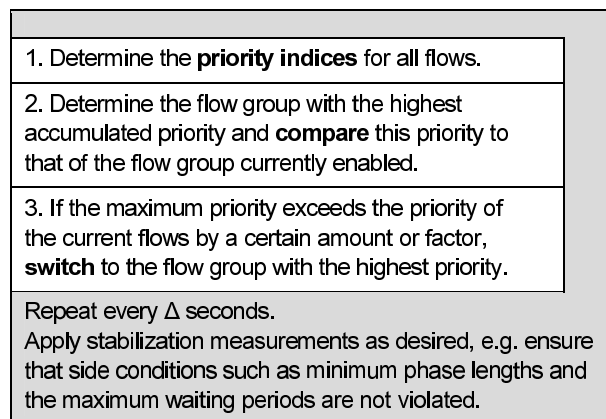 1. Determine the priority indices for all flows.
2. Determine the flow group with the highest
accumulated priority and compare this priority to
that of the flow group currently enabled.
3. If the maximum priority exceeds the priority of
the current flows by a certain amount or factor,
switch to the flow group with the highest priority.
Repeat every Δ seconds.
Apply stabilization measurements as desired, e.g. ensure
that side conditions such as minimum phase lengths and
the maximum waiting periods are not violated.